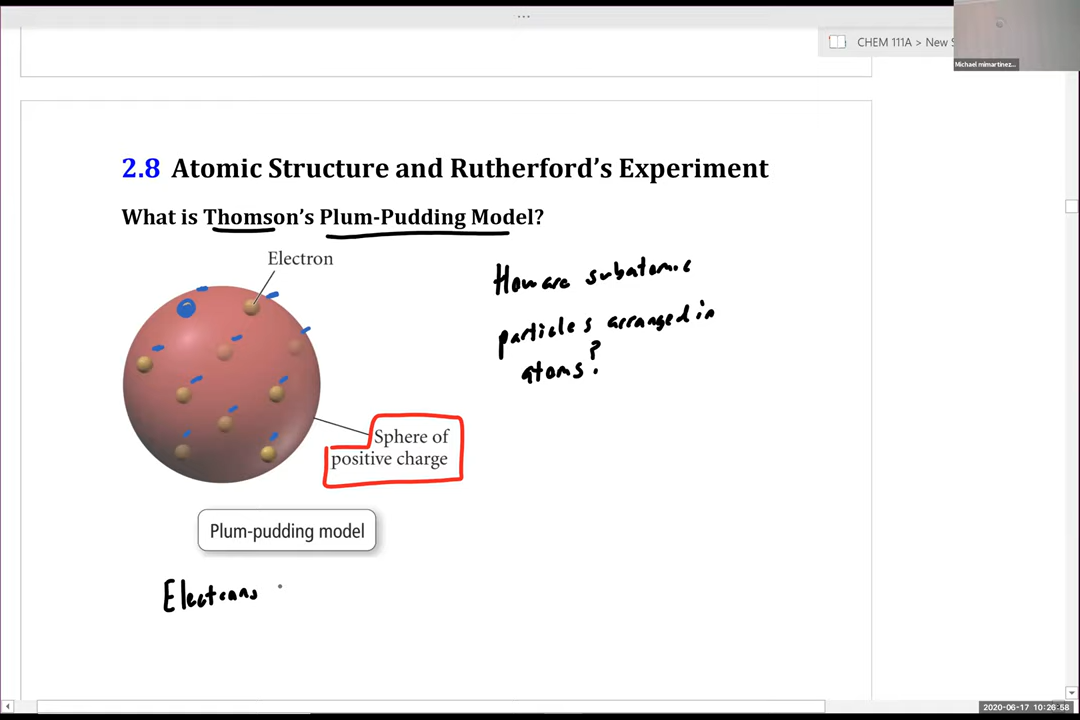 ...
CHEM 111A > New S
Michael mimartinez...
2.8 Atomic Structure and Rutherford's Experiment
What is Thomson's Plum-Pudding Model?
Electron
How are subatomic
particles arranged in
atoms?
Sphere of
positive charge
Plum-pudding model
Electrons
2020-06-17 10:26:58